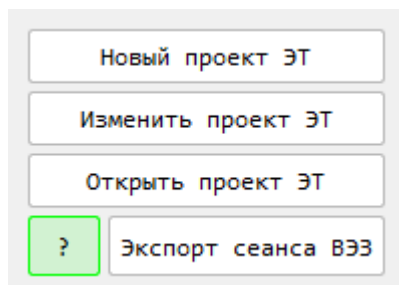 Новый проект ЭТ
Изменить проект ЭТ
Открыть проект ЭТ
? Экспорт сеанса ВЭЗ